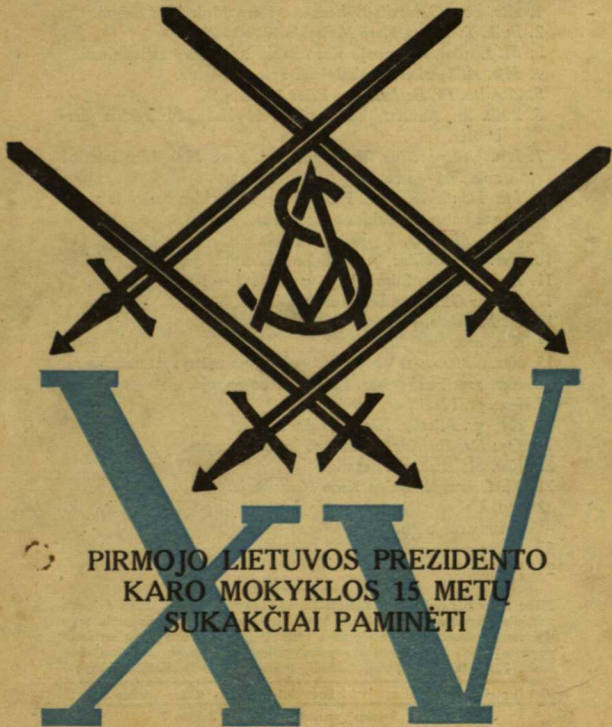 XV
PIRMOJO LIETUVOS PREZIDENTO
KARO MOKYKLOS 15 METŲ
SUKAKČIAI PAMINĖTI